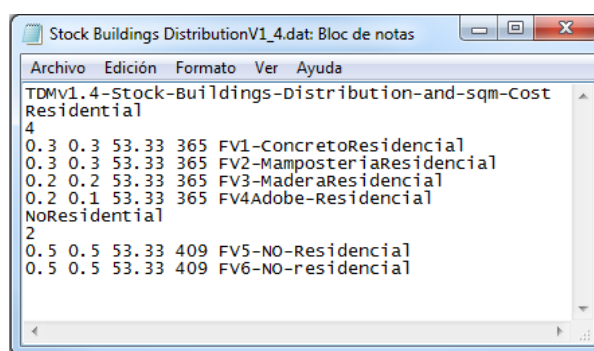 Stock Buildings DistributionV1_4.dat: Bloc de notas
Archivo Edición Formato Ver Ayuda
TDMv1.4-Stock-Buildings-Distribution-and-sqm-Cost
Residential
4
0.3 0.3 53.33 365 FV1-ConcretoResidencial
0.3 0.3 53.33 365 FV2-MamposteriaResidencial
0.2 0.2 53.33 365 FV3-MaderaResidencial
0.2 0.1 53.33 365 FV4Adobe-Residencial
NoResidential
2
0.5 0.5 53.33 409 FV5-NO-Residencial
0.5 0.5 53.33 409 FV6-NO-residencial